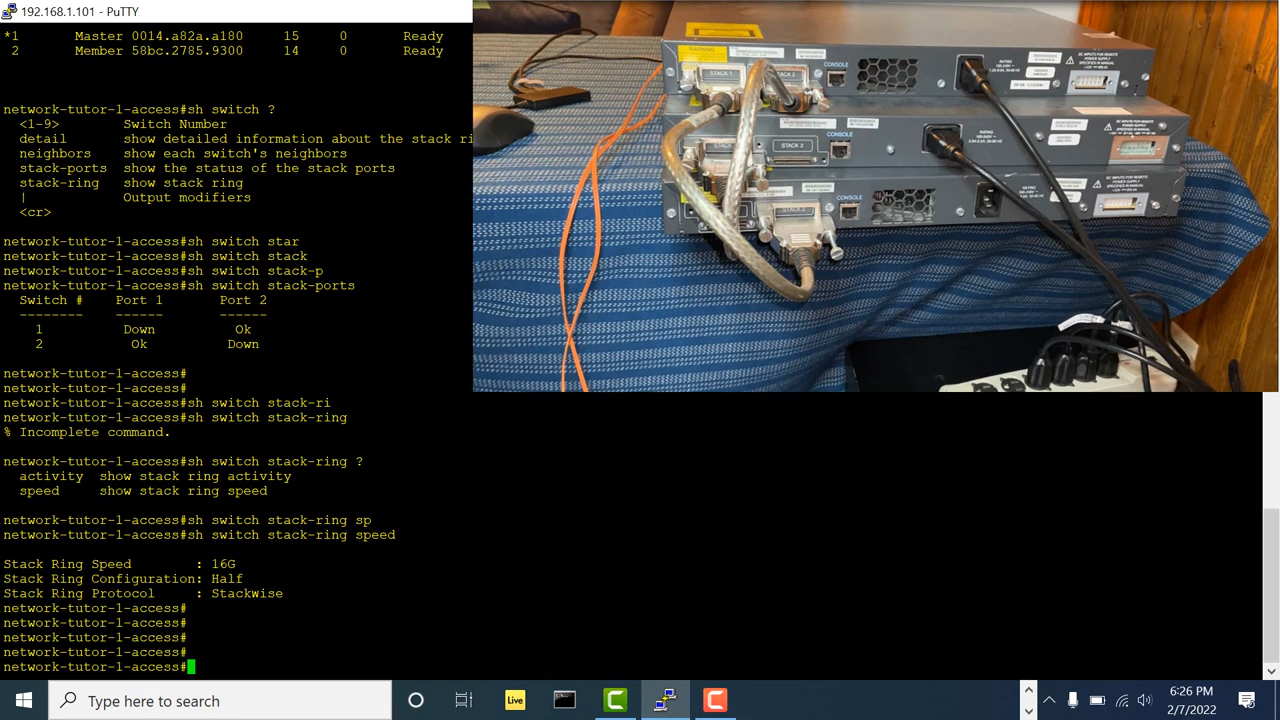 192.168.1.101 - PuTTY
*1       Master 0014.a82a.a180     15     0       Ready
 2       Member 58bc.2785.9300     14     0       Ready
network-tutor-1-access#sh switch ?
  <1-9>        Switch Number
  detail       show detailed information about the stack ri
  neighbors    show each switch's neighbors
  stack-ports  show the status of the stack ports
  stack-ring   show stack ring
  |            Output modifiers
  <cr>
network-tutor-1-access#sh switch star
network-tutor-1-access#sh switch stack
network-tutor-1-access#sh switch stack-p
network-tutor-1-access#sh switch stack-ports
  Switch #    Port 1       Port 2
  --------    ------       ------
    1          Down          Ok
    2           Ok          Down
network-tutor-1-access#
network-tutor-1-access#
network-tutor-1-access#sh switch stack-ri
network-tutor-1-access#sh switch stack-ring
% Incomplete command.
network-tutor-1-access#sh switch stack-ring ?
  activity  show stack ring activity
  speed     show stack ring speed
network-tutor-1-access#sh switch stack-ring sp
network-tutor-1-access#sh switch stack-ring speed
Stack Ring Speed        : 16G
Stack Ring Configuration: Half
Stack Ring Protocol     : StackWise
network-tutor-1-access#
network-tutor-1-access#
network-tutor-1-access#
network-tutor-1-access#
network-tutor-1-access#
STACK 1
CONSOLE
STACK 2
CONSOLE
CONSOLE
Type here to search
Live
6:26 PM
2/7/2022